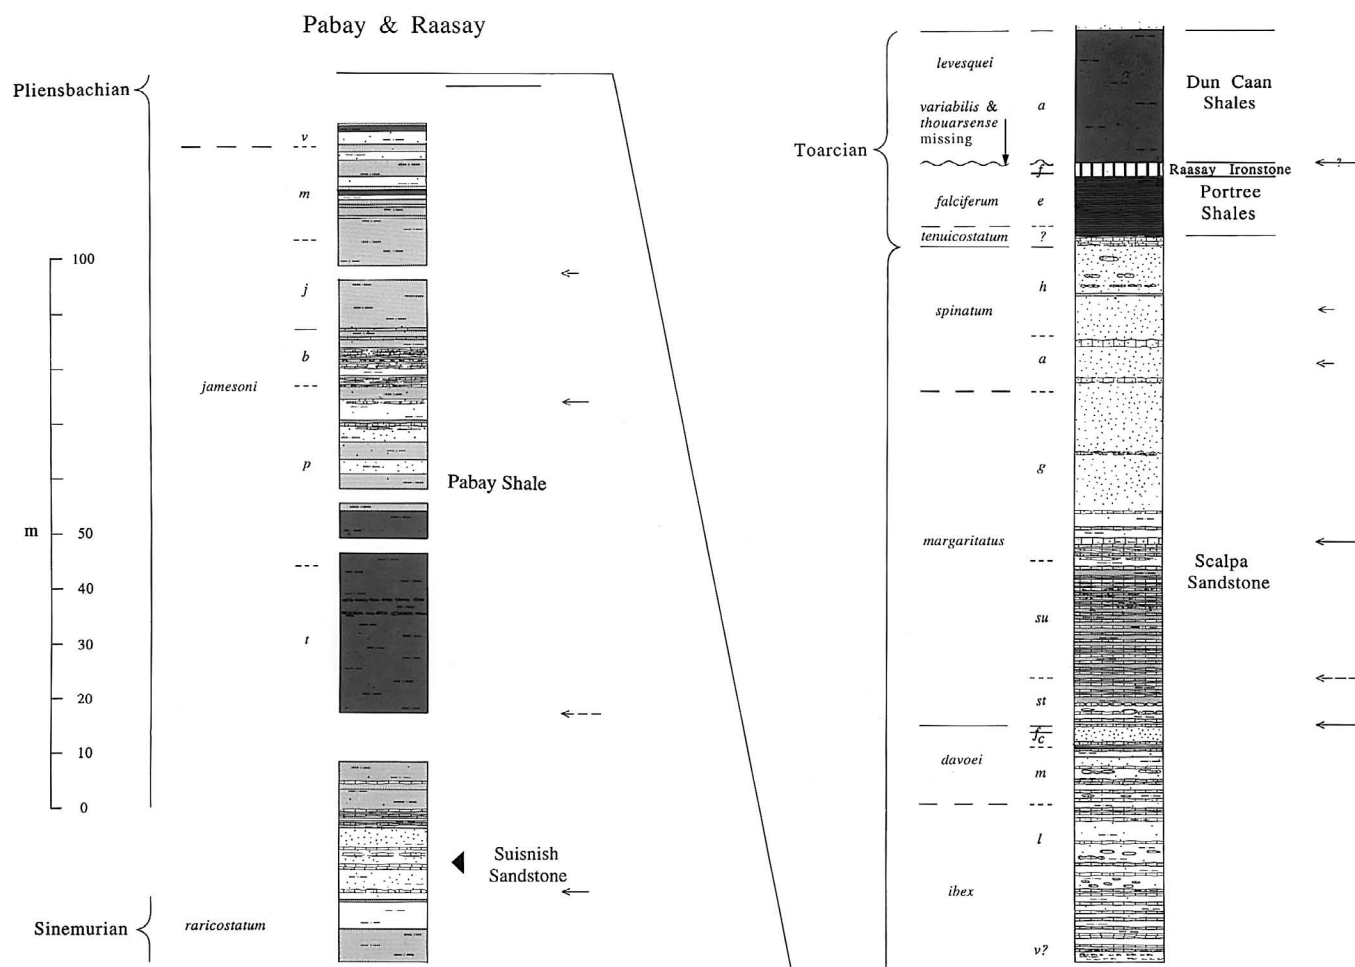 Pabay & Raasay
Pliensbachian
v
m
100
j
b
jamesoni
p
Pabay Shale
m
50
40
t
30
20
10
0
Suisnish
Sandstone
Sinemurian
raricostatum
levesquei
Dun Caan
Shales
variabilis &
thouarsense
missing
a
Toarcian
f
Raasay Ironstone
?
falciferum
e
Portree
Shales
tenuicostatum
?
h
spinatum
a
g
margaritatus
Scalpa
Sandstone
su
st
f
c
davoei
m
l
ibex
v?